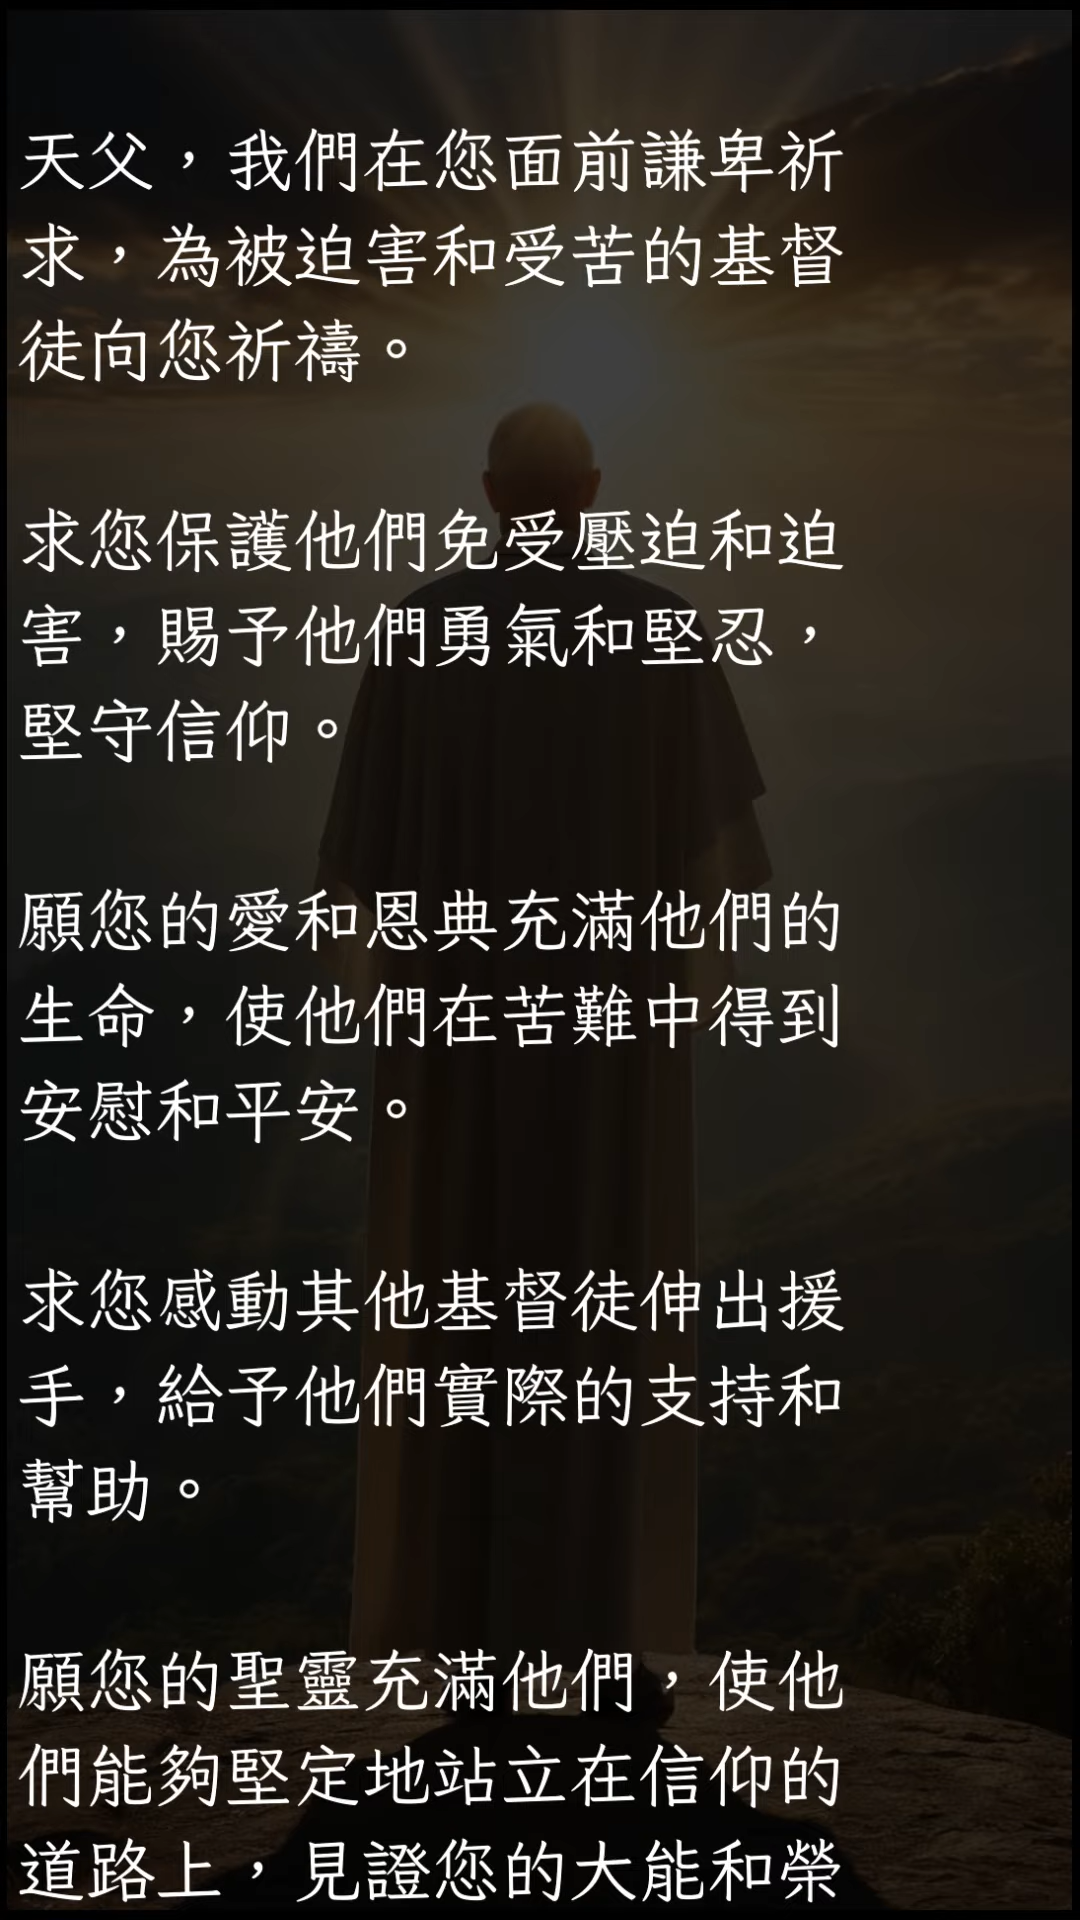 天父，我們在您面前謙卑祈
求，為被迫害和受苦的基督
徒向您祈禱。
求您保護他們免受壓迫和迫
害，賜予他們勇氣和堅忍，
堅守信仰。
願您的愛和恩典充滿他們的
生命，使他們在苦難中得到
安慰和平安。
求您感動其他基督徒伸出援
手，給予他們實際的支持和
幫助。
願您的聖靈充滿他們，使他
們能夠堅定地站立在信仰的
道路上，見證您的大能和榮